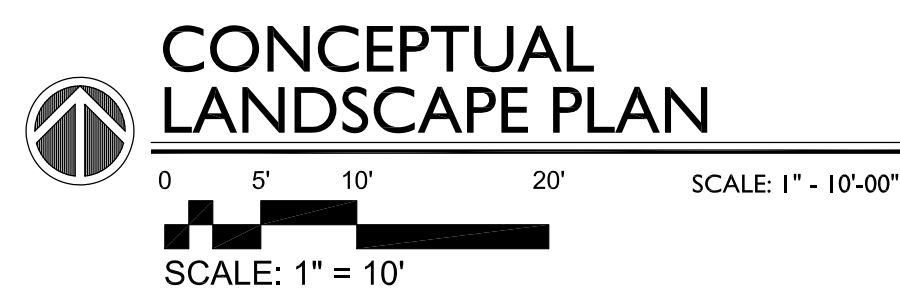 CONCEPTUAL
LANDSCAPE PLAN
0 5' 10' 20' SCALE: 1" - 10'-00"
SCALE: 1" = 10'